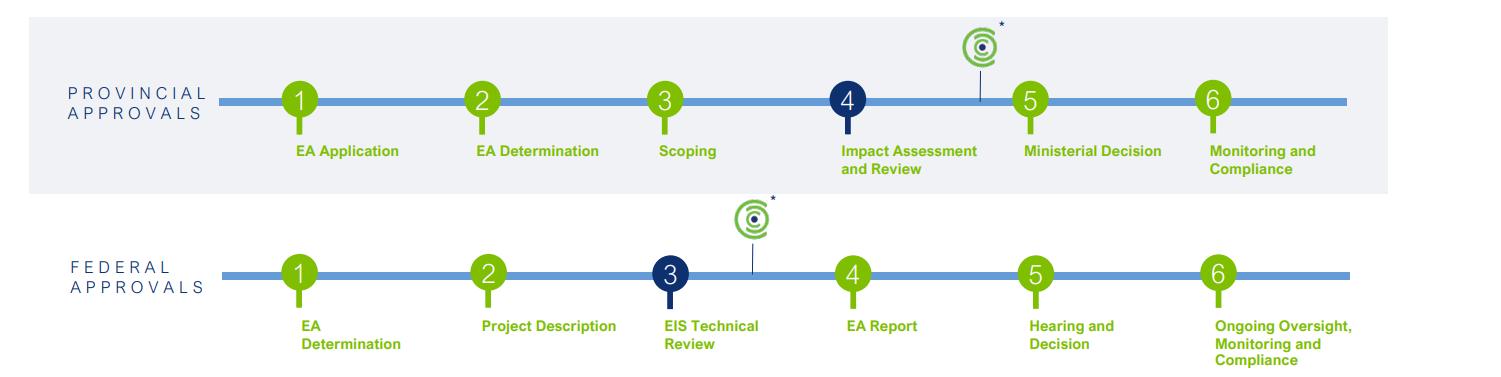 *
PROVINCIAL
APPROVALS
1
2
3
4
5
6
EA Application
EA Determination
Scoping
Impact Assessment
and Review
Ministerial Decision
Monitoring and
Compliance
*
FEDERAL
APPROVALS
1
2
3
4
5
6
EA
Determination
Project Description
EIS Technical
Review
EA Report
Hearing and
Decision
Ongoing Oversight,
Monitoring and
Compliance